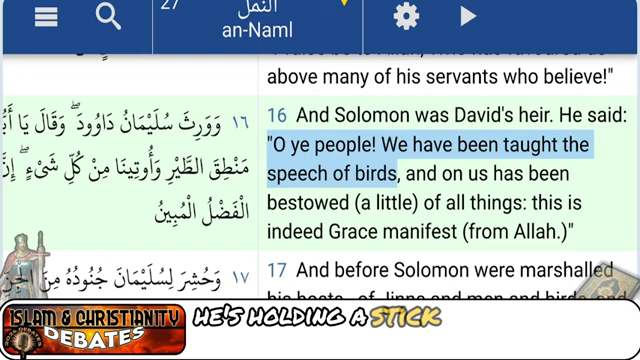 27
النمل
an-Naml
above many of his servants who believe!"
١٦ وَوَرِثَ سُلَيْمَانُ دَاوُودَ ۖ وَقَالَ يَا
مَنْطِقَ الطَّيْرِ وَأُوتِينَا مِنْ كُلِّ شَيْءٍ ۖ
الْفَضْلُ الْمُبِينُ
16 And Solomon was David's heir. He said:
"O ye people! We have been taught the
speech of birds, and on us has been
bestowed (a little) of all things: this is
indeed Grace manifest (from Allah.)"
١٧ وَحُشِرَ لِسُلَيْمَانَ جُنُودُهُ مِنَ
17 And before Solomon were marshalled
ISLAM & CHRISTIANITY
DEBATES
HE'S HOLDING A STICK